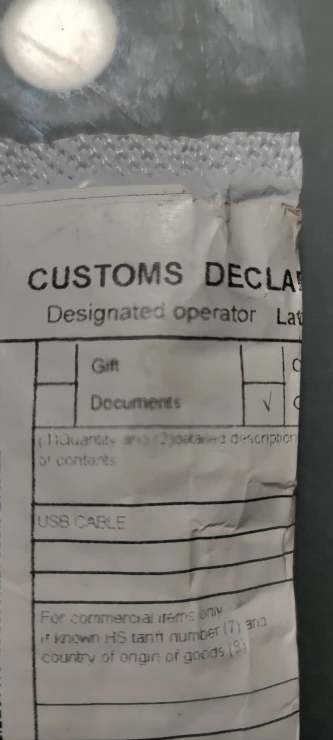 CUSTOMS DECLA
Designated operator Lat
Gift
Documents √
(1)Quantity and (2)detailed description
of contents
USB CABLE
For commercial items only
if known HS tariff number (7) and
country of origin of goods (8)